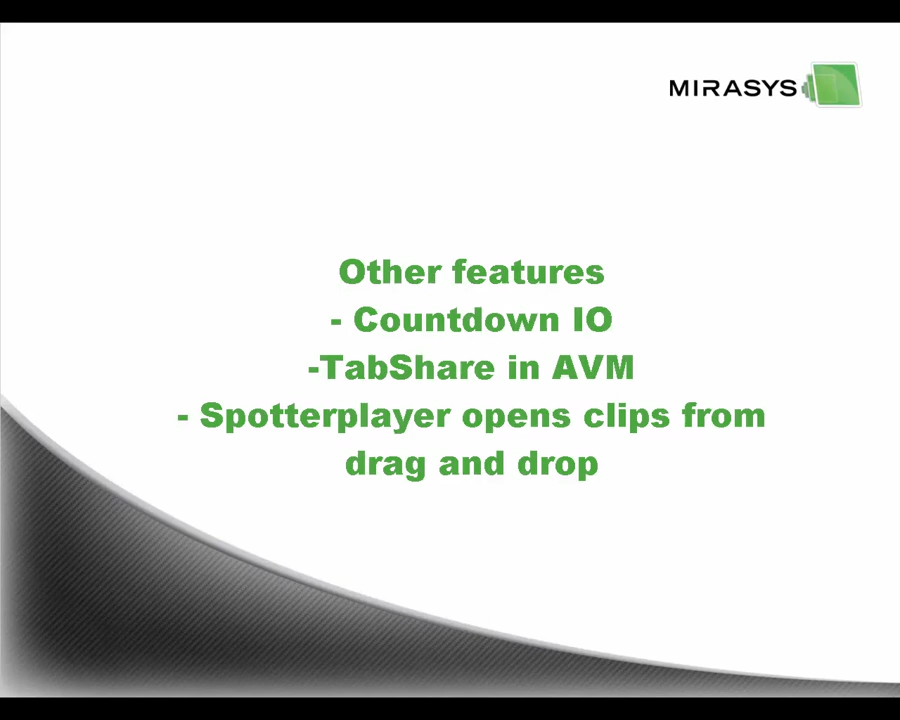 MIRASYS
Other features
- Countdown IO
-TabShare in AVM
- Spotterplayer opens clips from
drag and drop